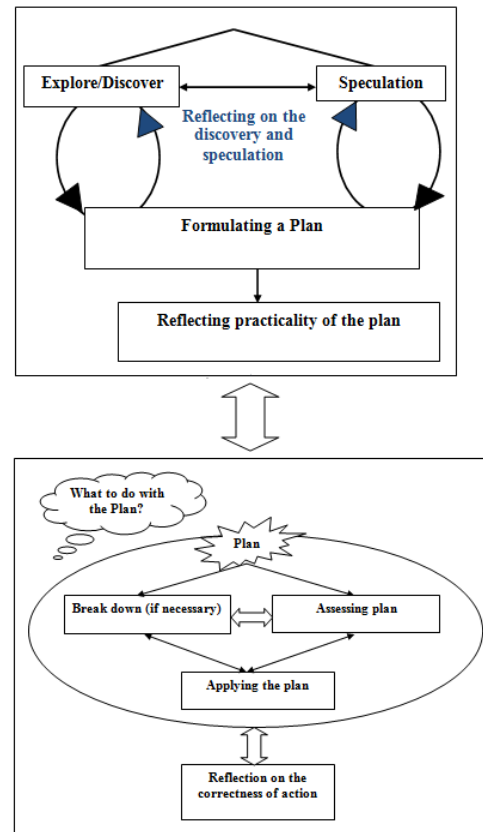 Explore/Discover
Speculation
Reflecting on the
discovery and
speculation
Formulating a Plan
Reflecting practicality of the plan
What to do with
the Plan?
Plan
Break down (if necessary)
Assessing plan
Applying the plan
Reflection on the
correctness of action